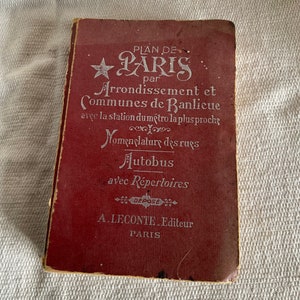 PLAN DE
PARIS
par
Arrondissement et
Communes de Banlieue
avec la station du métro la plus proche
Nomenclature des rues
Autobus
avec Répertoires
DÉPOSÉ
A. LECONTE. Editeur
PARIS